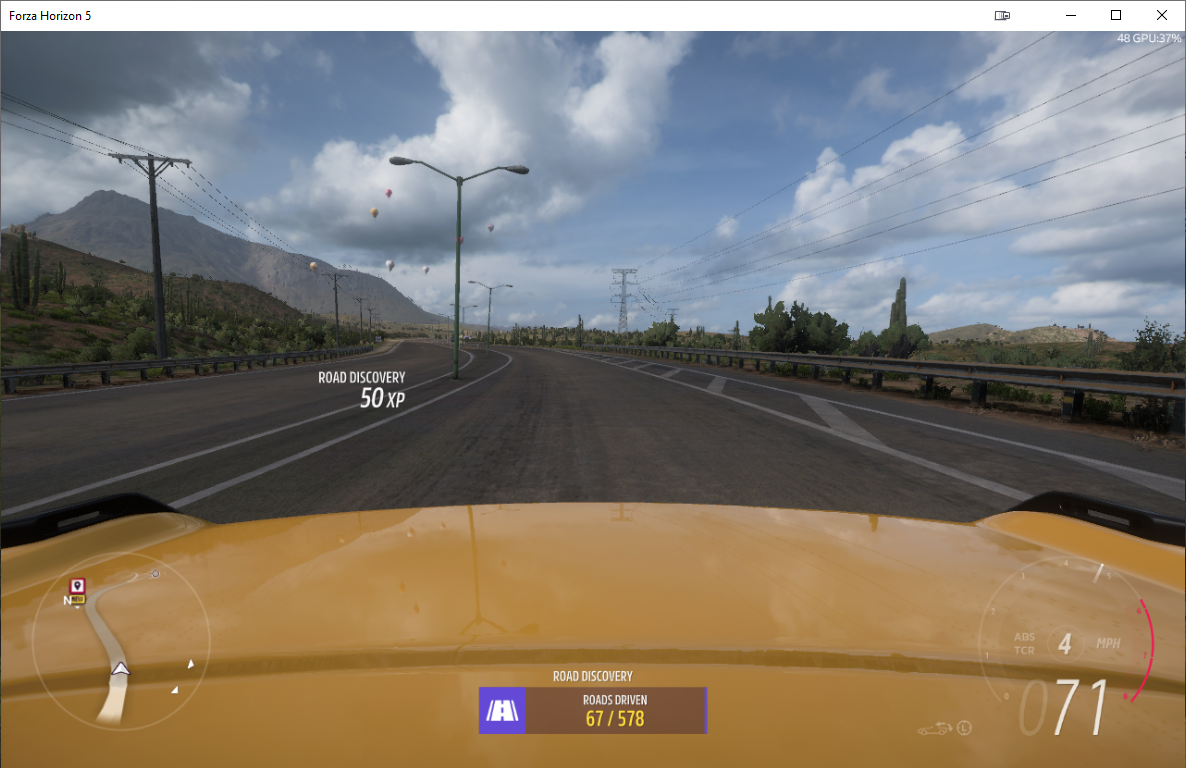 Forza Horizon 5
48 GPU:37%
ROAD DISCOVERY
50 XP
N
NEW
ABS
TCR
4
MPH
071
L
ROAD DISCOVERY
ROADS DRIVEN
67 / 578